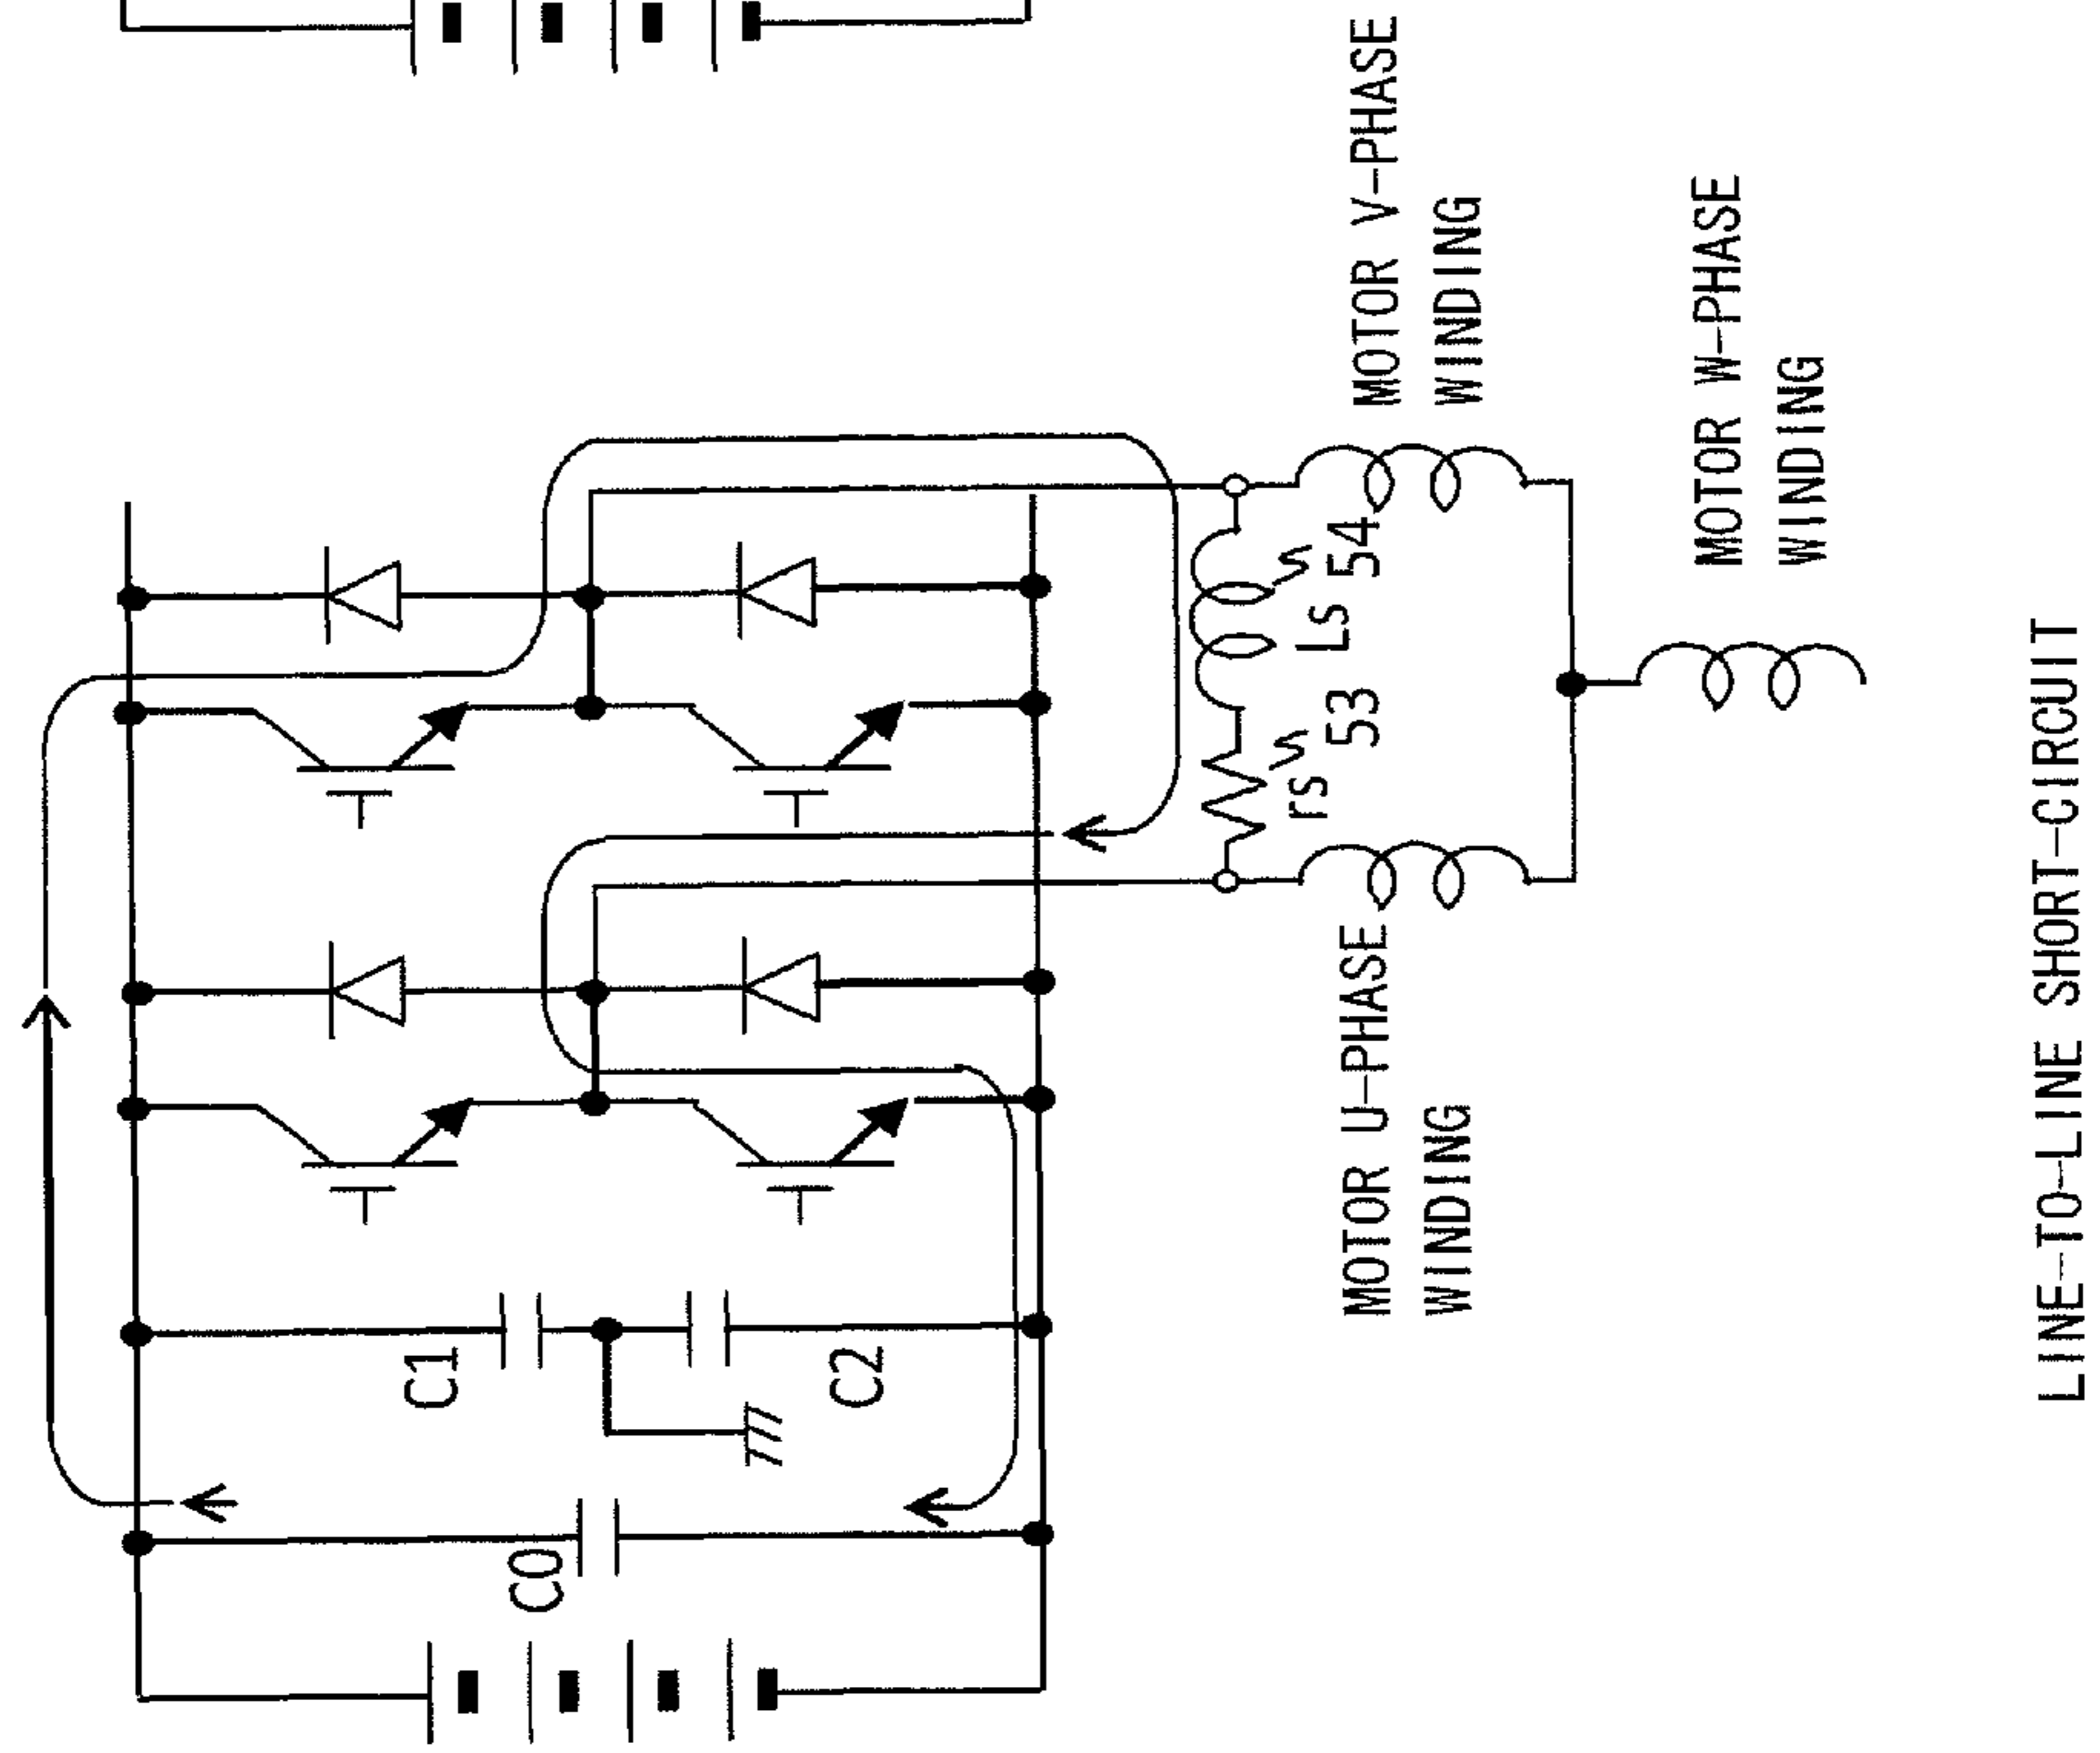 C0
C1
C2
rs
53
Ls
54
MOTOR U-PHASE
WINDING
MOTOR V-PHASE
WINDING
MOTOR W-PHASE
WINDING
LINE-TO-LINE SHORT-CIRCUIT